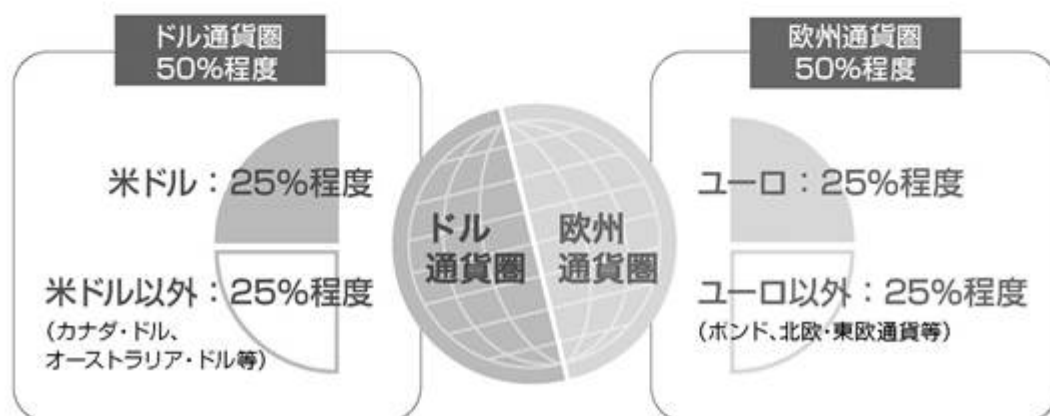 ドル通貨圏
50%程度
米ドル：25%程度
米ドル以外：25%程度
（カナダ・ドル、
オーストラリア・ドル等）
ドル
通貨圏
欧州
通貨圏
欧州通貨圏
50%程度
ユーロ：25%程度
ユーロ以外：25%程度
（ポンド、北欧・東欧通貨等）